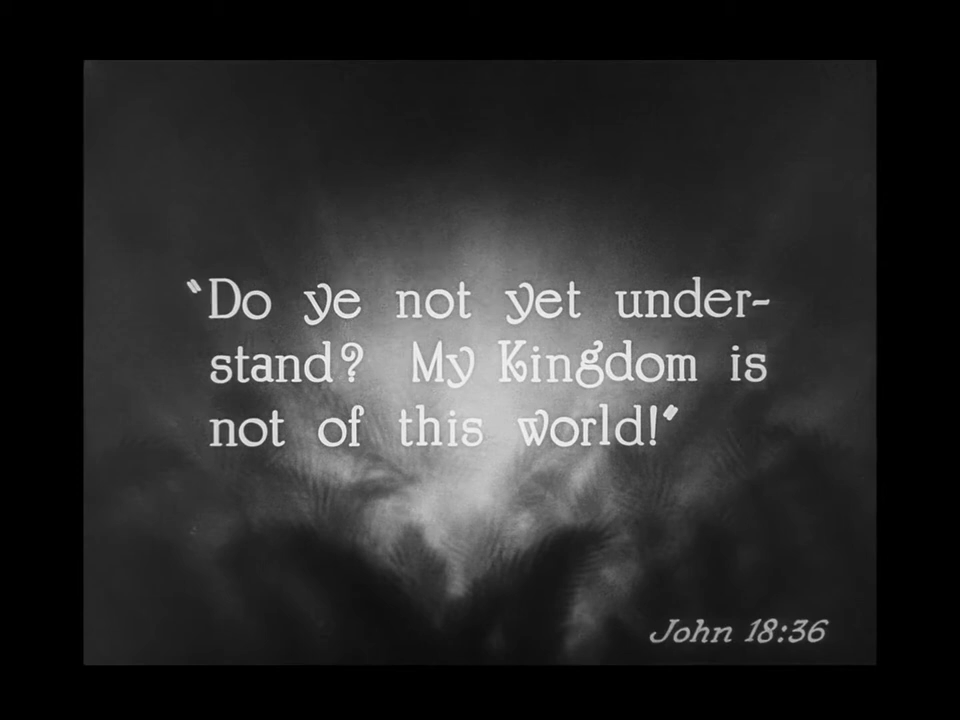 "Do ye not yet under-
stand? My Kingdom is
not of this world!"
John 18:36